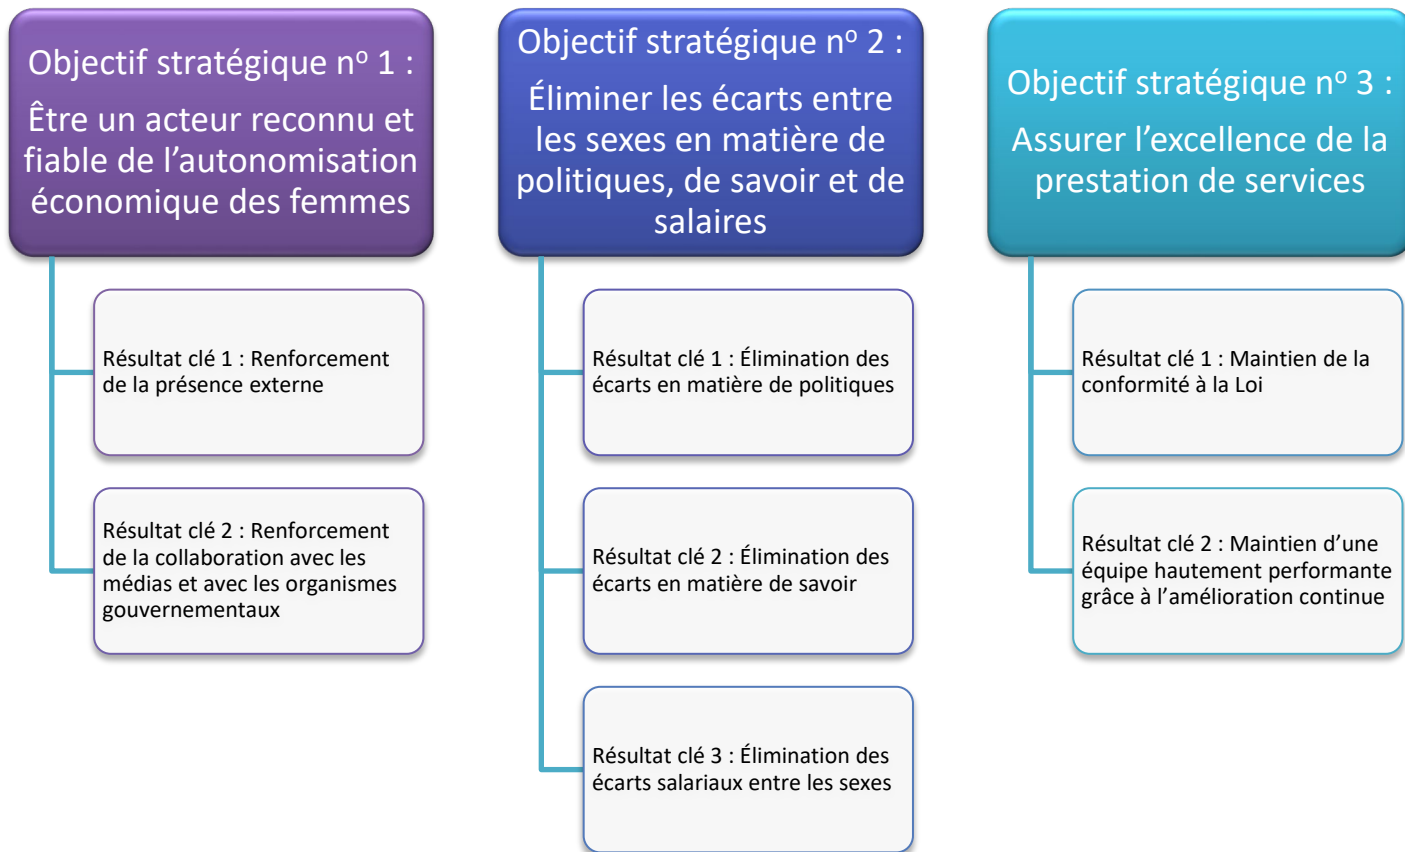 Objectif stratégique nº 1 :
Être un acteur reconnu et
fiable de l’autonomisation
économique des femmes
Résultat clé 1 : Renforcement
de la présence externe
Résultat clé 2 : Renforcement
de la collaboration avec les
médias et avec les organismes
gouvernementaux
Objectif stratégique nº 2 :
Éliminer les écarts entre
les sexes en matière de
politiques, de savoir et de
salaires
Résultat clé 1 : Élimination des
écarts en matière de politiques
Résultat clé 2 : Élimination des
écarts en matière de savoir
Résultat clé 3 : Élimination des
écarts salariaux entre les sexes
Objectif stratégique nº 3 :
Assurer l’excellence de la
prestation de services
Résultat clé 1 : Maintien de la
conformité à la Loi
Résultat clé 2 : Maintien d’une
équipe hautement performante
grâce à l’amélioration continue